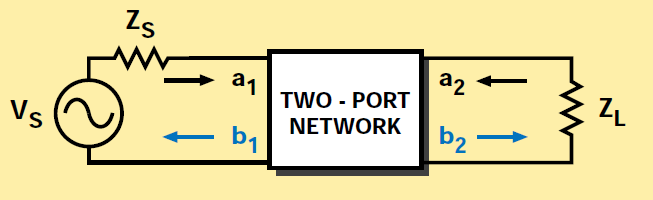 Z_S
V_S
a_1
b_1
TWO - PORT
NETWORK
a_2
b_2
Z_L